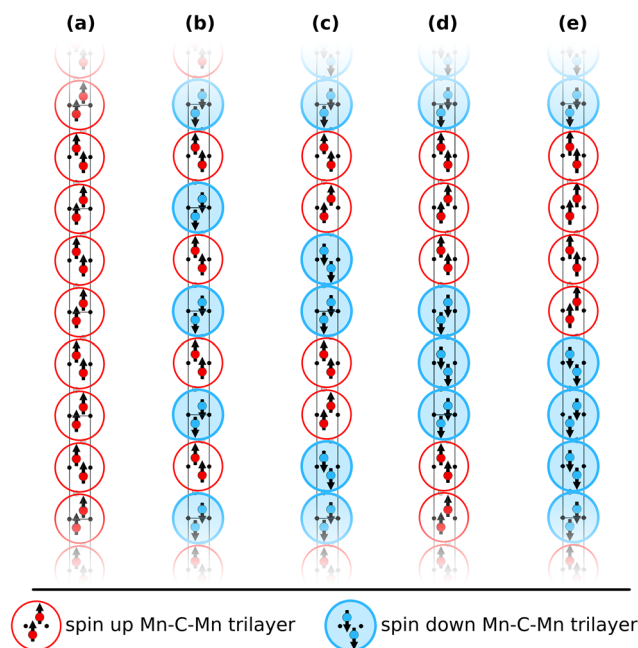 (a) (b) (c) (d) (e)
spin up Mn-C-Mn trilayer spin down Mn-C-Mn trilayer